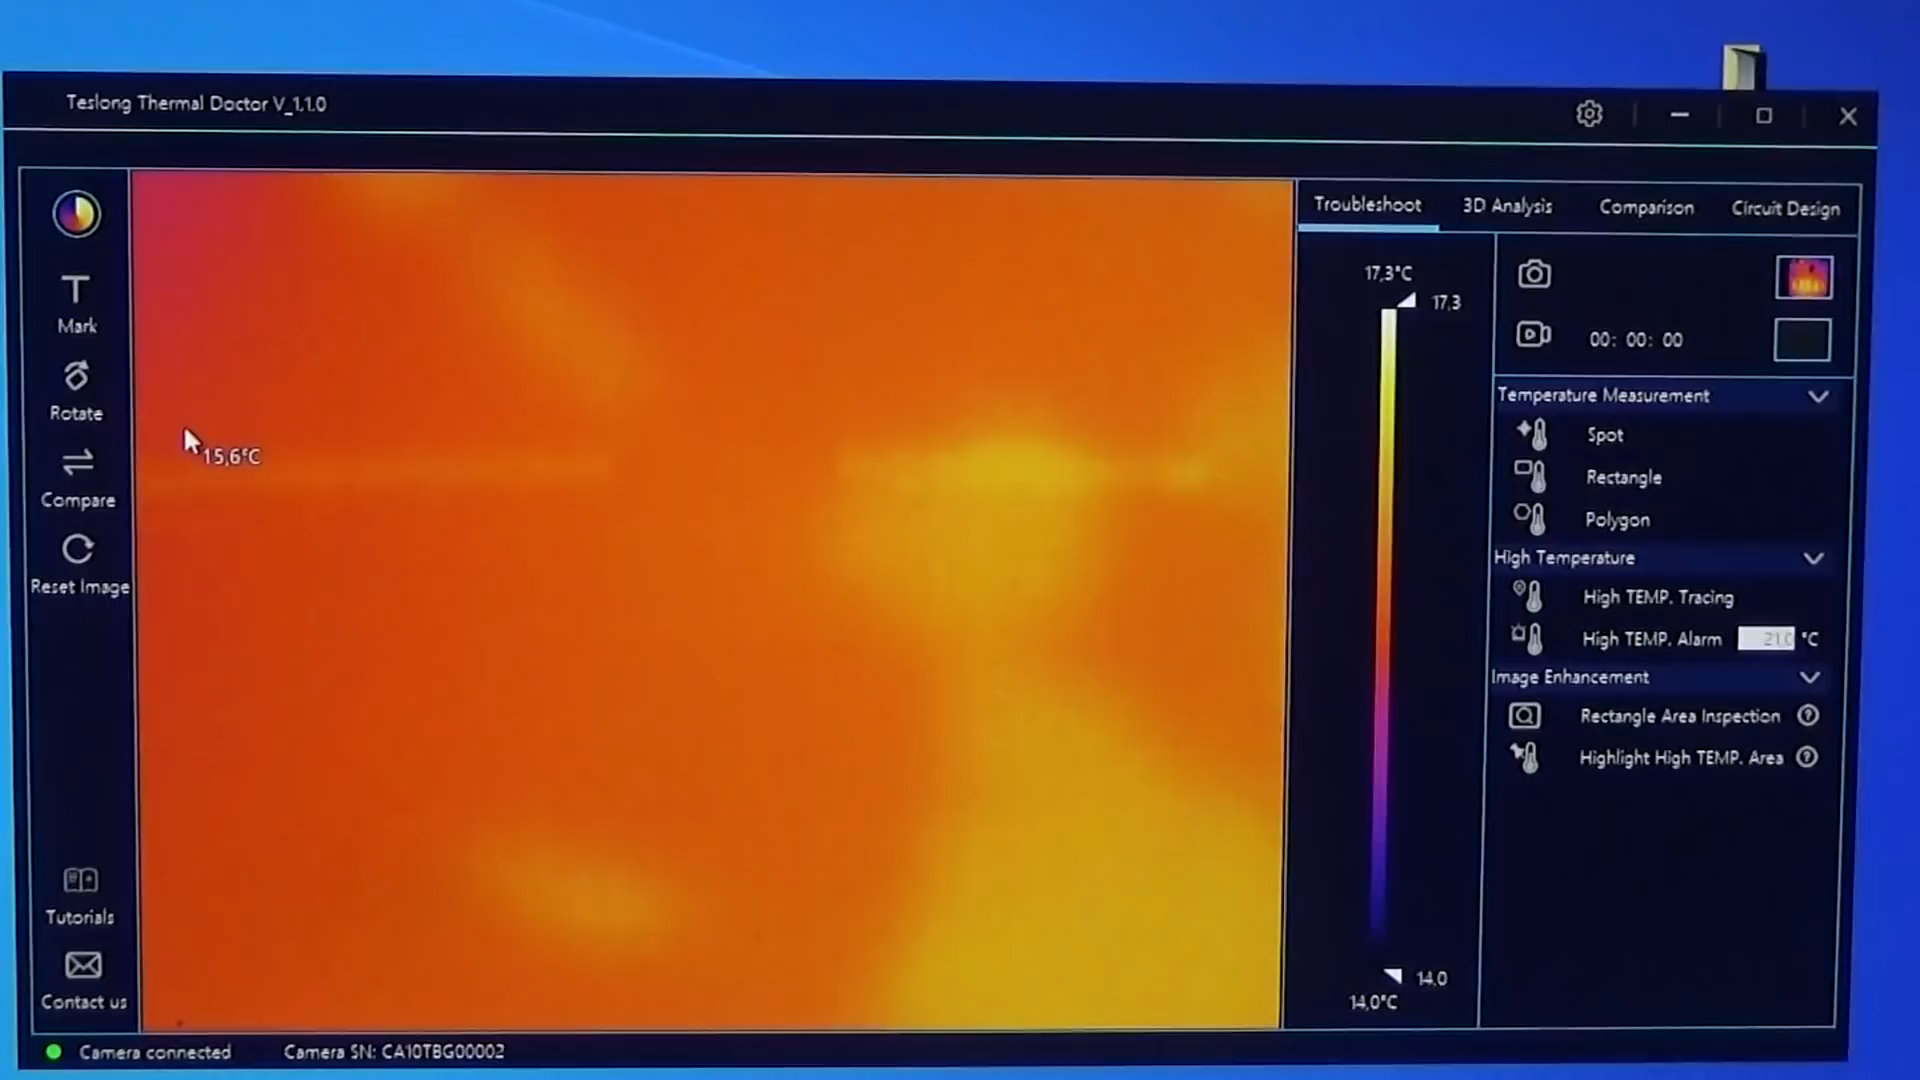 Teslong Thermal Doctor V_1.1.0
Mark
Rotate
Compare
Reset Image
Tutorials
Contact us
15,6°C
Troubleshoot
3D Analysis
Comparison
Circuit Design
17,3°C
17,3
14,0
14,0°C
00: 00: 00
Temperature Measurement
Spot
Rectangle
Polygon
High Temperature
High TEMP. Tracing
High TEMP. Alarm 21.0 °C
Image Enhancement
Rectangle Area Inspection
Highlight High TEMP. Area
Camera connected
Camera SN: CA10TBG00002